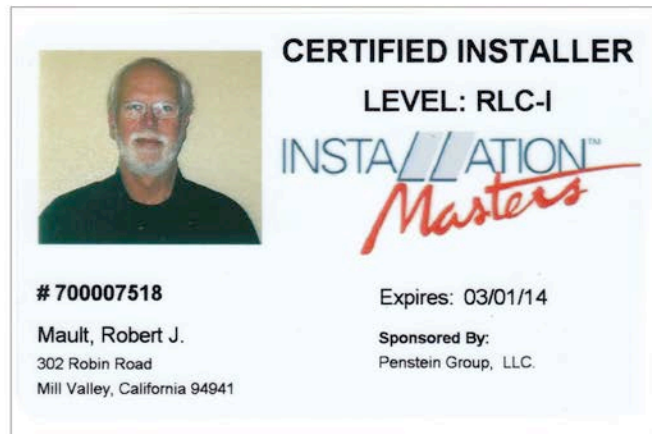 CERTIFIED INSTALLER
LEVEL: RLC-I
INSTALLATION™
Masters
# 700007518
Expires: 03/01/14
Mault, Robert J.
302 Robin Road
Mill Valley, California 94941
Sponsored By:
Penstein Group, LLC.